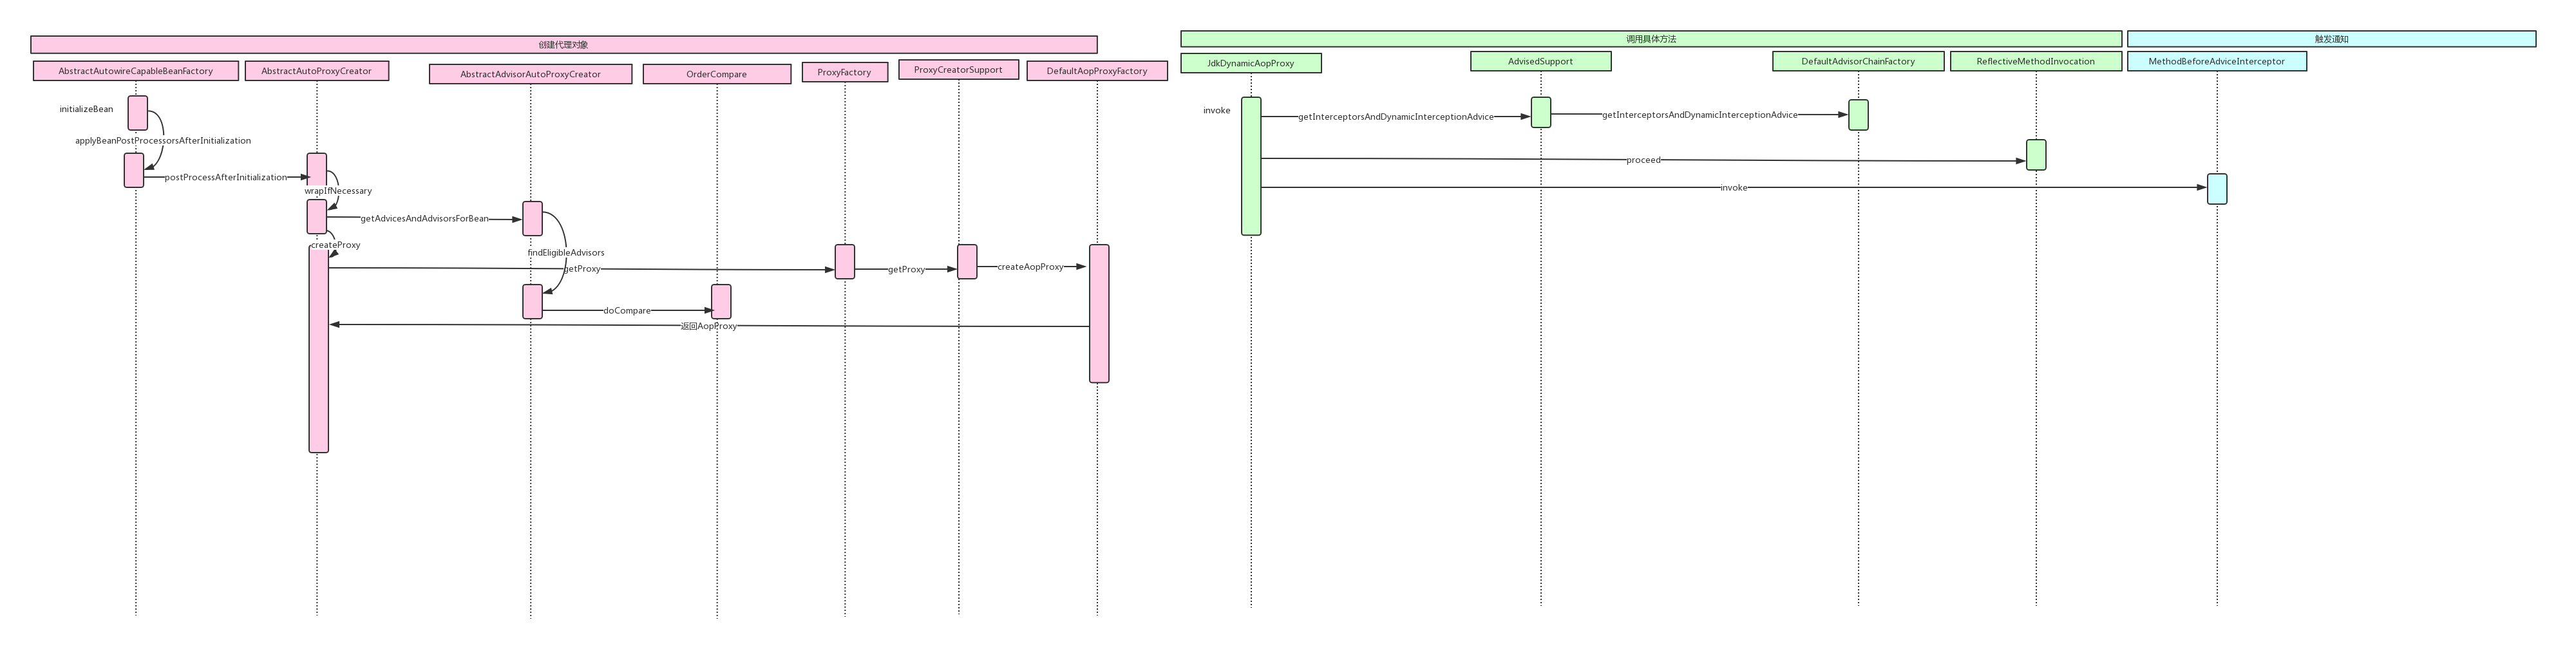 创建代理对象
调用具体方法
触发通知
AbstractAutowireCapableBeanFactory
AbstractAutoProxyCreator
AbstractAdvisorAutoProxyCreator
OrderCompare
ProxyFactory
ProxyCreatorSupport
DefaultAopProxyFactory
JdkDynamicAopProxy
AdvisedSupport
DefaultAdvisorChainFactory
ReflectiveMethodInvocation
MethodBeforeAdviceInterceptor
initializeBean
applyBeanPostProcessorsAfterInitialization
postProcessAfterInitialization
wrapIfNecessary
getAdvicesAndAdvisorsForBean
createProxy
findEligibleAdvisors
getProxy
getProxy
createAopProxy
doCompare
返回AopProxy
invoke
getInterceptorsAndDynamicInterceptionAdvice
getInterceptorsAndDynamicInterceptionAdvice
proceed
invoke